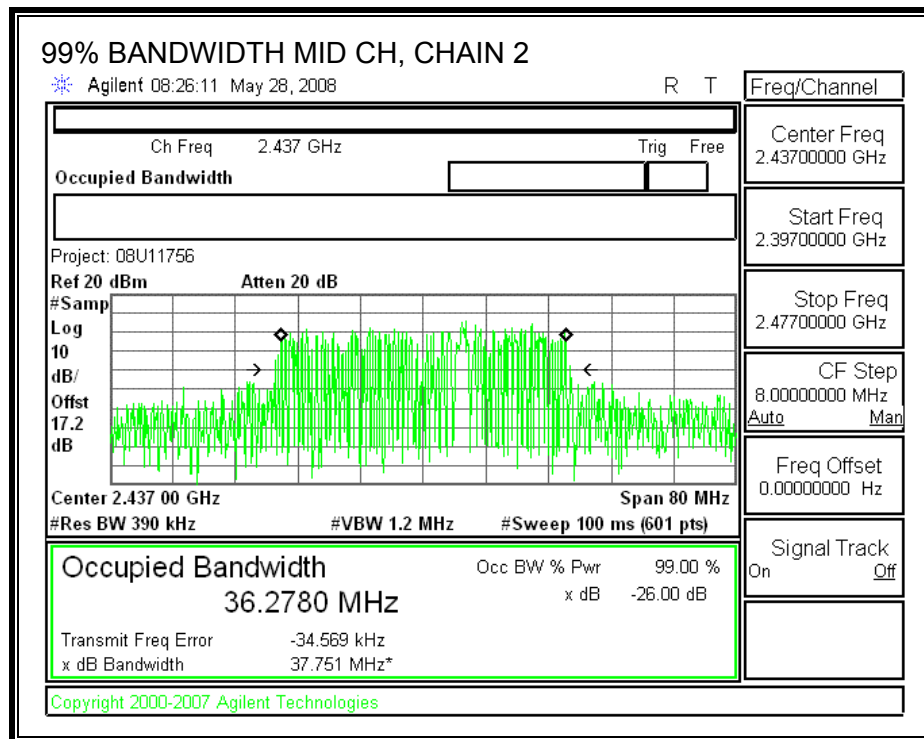 99% BANDWIDTH MID CH, CHAIN 2
Agilent 08:26:11 May 28, 2008 R T
Freq/Channel
Ch Freq 2.437 GHz Trig Free
Occupied Bandwidth
Center Freq
2.43700000 GHz
Start Freq
2.39700000 GHz
Stop Freq
2.47700000 GHz
CF Step
8.00000000 MHz
Auto Man
Freq Offset
0.00000000 Hz
Signal Track
On Off
Project: 08U11756
Ref 20 dBm Atten 20 dB
#Samp
Log
10
dB/
Offst
17.2
dB
Center 2.437 00 GHz Span 80 MHz
#Res BW 390 kHz #VBW 1.2 MHz #Sweep 100 ms (601 pts)
Occupied Bandwidth Occ BW % Pwr 99.00 %
36.2780 MHz x dB -26.00 dB
Transmit Freq Error -34.569 kHz
x dB Bandwidth 37.751 MHz*
Copyright 2000-2007 Agilent Technologies